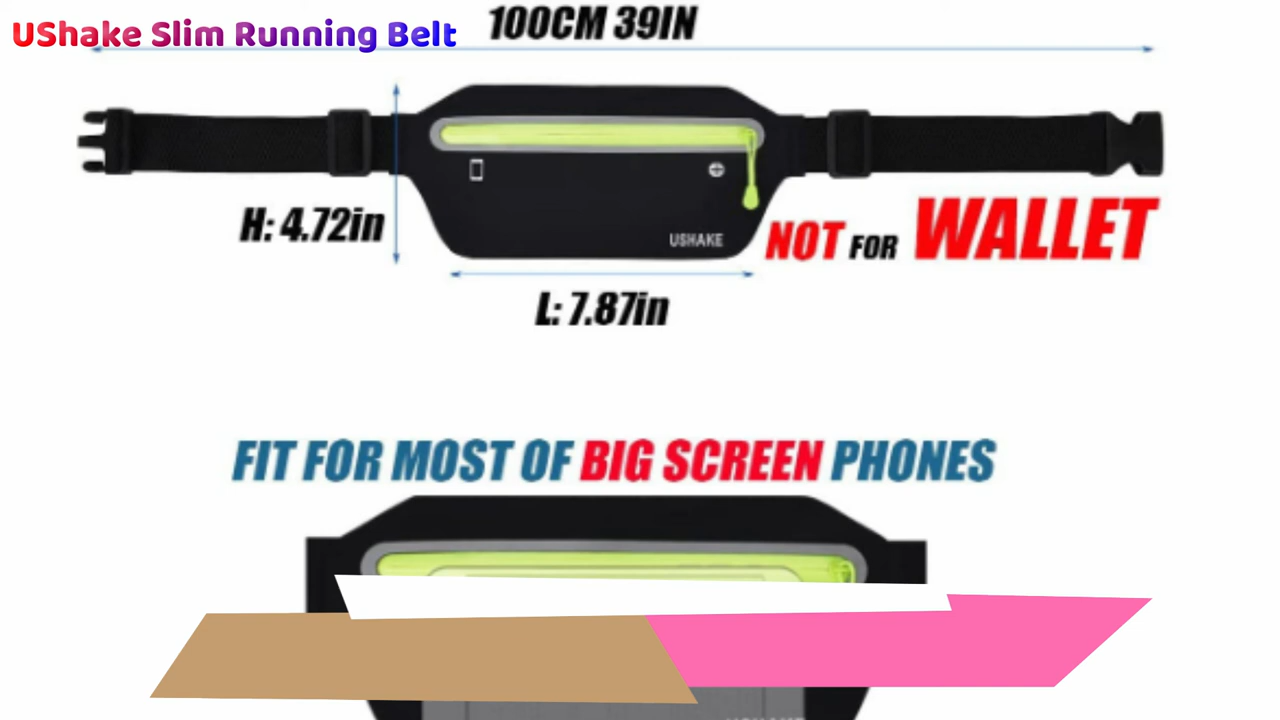 UShake Slim Running Belt
100CM 39IN
H: 4.72in
USHAKE
NOT FOR WALLET
L: 7.87in
FIT FOR MOST OF BIG SCREEN PHONES